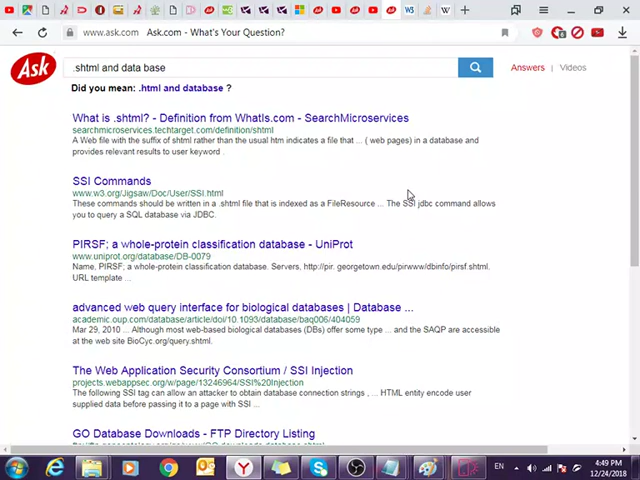 www.ask.com Ask.com - What's Your Question?
Ask
.shtml and data base
Answers | Videos
Did you mean: .html and database ?
What is .shtml? - Definition from WhatIs.com - SearchMicroservices
searchmicroservices.techtarget.com/definition/shtml
A Web file with the suffix of shtml rather than the usual htm indicates a file that ... ( web pages) in a database and
provides relevant results to user keyword .
SSI Commands
www.w3.org/Jigsaw/Doc/User/SSI.html
These commands should be written in a .shtml file that is indexed as a FileResource ... The SSI jdbc command allows
you to query a SQL database via JDBC.
PIRSF; a whole-protein classification database - UniProt
www.uniprot.org/database/DB-0079
Name, PIRSF; a whole-protein classification database. Servers, http://pir. georgetown.edu/pirwww/dbinfo/pirsf.shtml.
URL template ...
advanced web query interface for biological databases | Database ...
academic.oup.com/database/article/doi/10.1093/database/baq006/404059
Mar 29, 2010 ... Although most web-based biological databases (DBs) offer some type ... and the SAQP are accessible
at the web site BioCyc.org/query.shtml.
The Web Application Security Consortium / SSI Injection
projects.webappsec.org/w/page/13246964/SSI%20Injection
The following SSI tag can allow an attacker to obtain database connection strings , ... HTML entity encode user
supplied data before passing it to a page with SSI ...
GO Database Downloads - FTP Directory Listing
EN
4:49 PM
12/24/2018